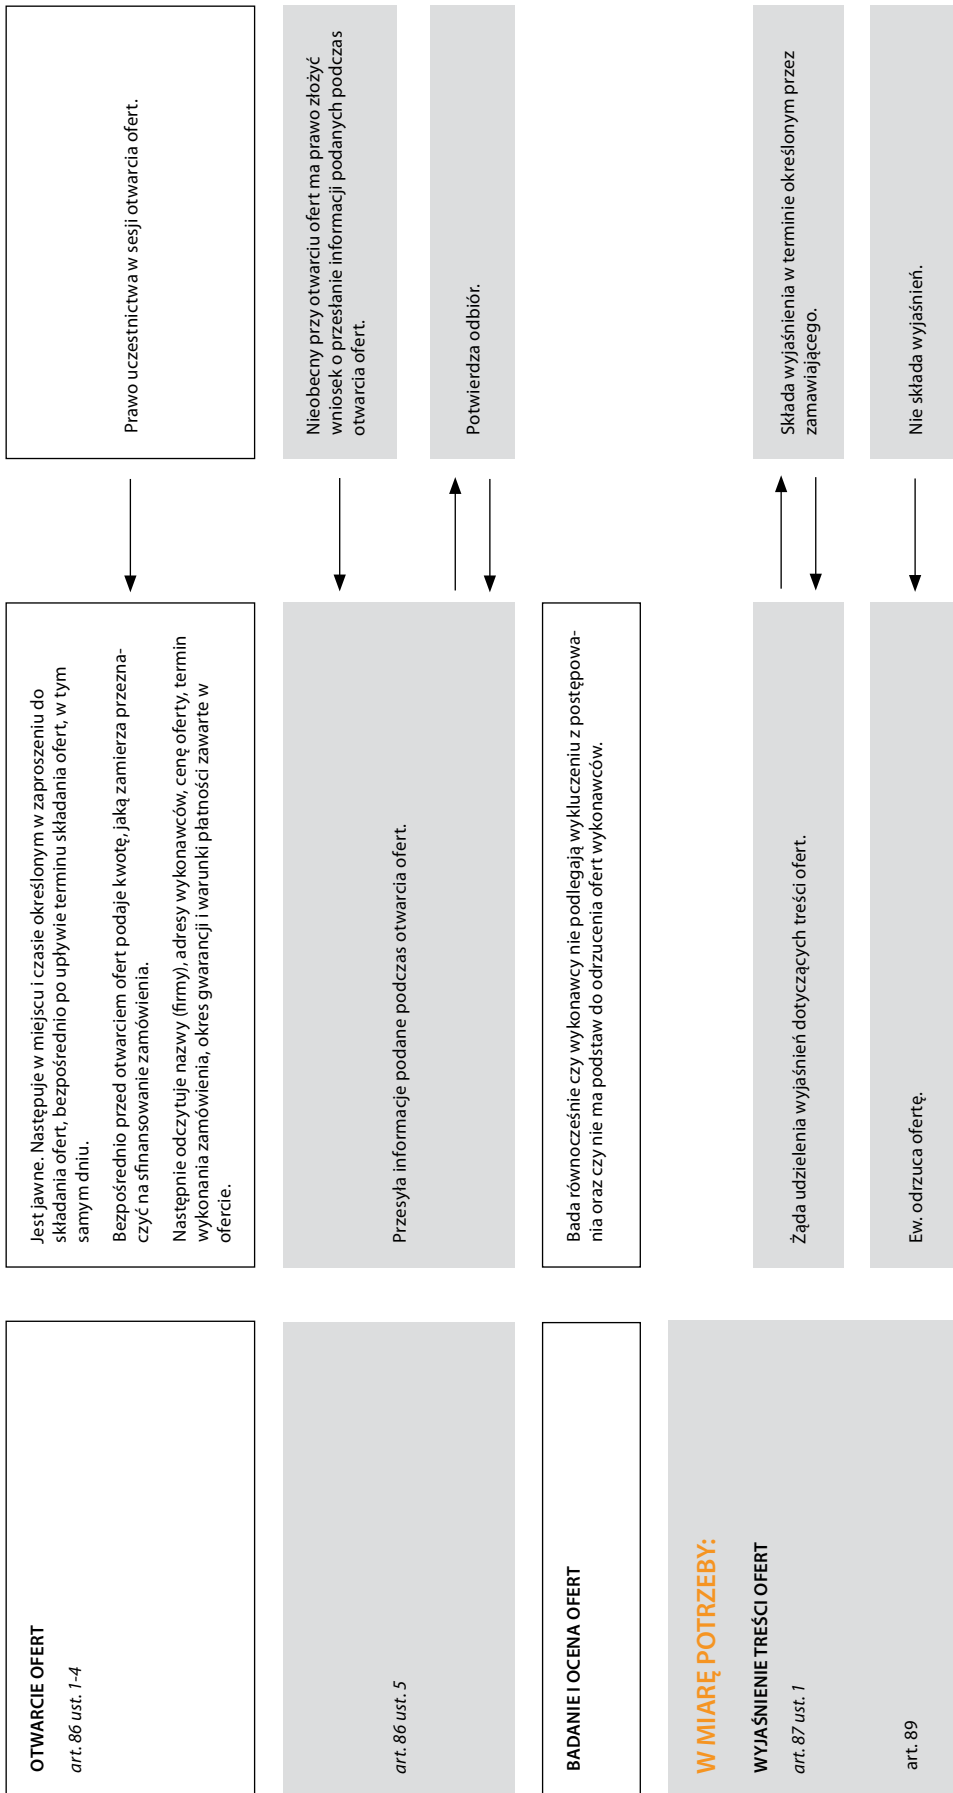 OTWARCIE OFERT
art. 86 ust. 1-4
Jest jawne. Następuje w miejscu i czasie określonym w zaproszeniu do
składania ofert, bezpośrednio po upływie terminu składania ofert, w tym
samym dniu.
Bezpośrednio przed otwarciem ofert podaje kwotę, jaką zamierza przezna-
czyć na sfinansowanie zamówienia.
Następnie odczytuje nazwy (firmy), adresy wykonawców, cenę oferty, termin
wykonania zamówienia, okres gwarancji i warunki płatności zawarte w
ofercie.
Prawo uczestnictwa w sesji otwarcia ofert.
art. 86 ust. 5
Przesyła informacje podane podczas otwarcia ofert.
Nieobecny przy otwarciu ofert ma prawo złożyć
wniosek o przesłanie informacji podanych podczas
otwarcia ofert.
Potwierdza odbiór.
BADANIE I OCENA OFERT
Bada równocześnie czy wykonawcy nie podlegają wykluczeniu z postępowa-
nia oraz czy nie ma podstaw do odrzucenia ofert wykonawców.
W MIARĘ POTRZEBY:
WYJAŚNIENIE TREŚCI OFERT
art. 87 ust. 1
Żąda udzielenia wyjaśnień dotyczących treści ofert.
Składa wyjaśnienia w terminie określonym przez
zamawiającego.
art. 89
Ew. odrzuca ofertę.
Nie składa wyjaśnień.